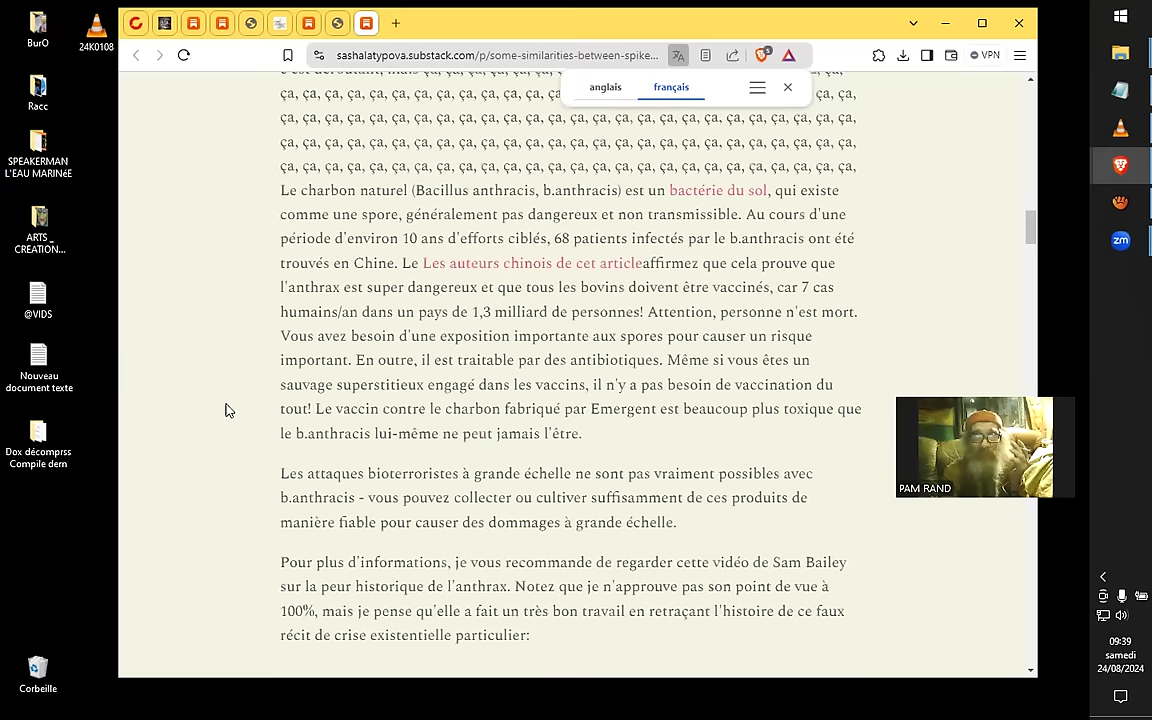 BurO
24K0108
Racc
SPEAKERMAN
L'EAU MARINéE
ARTS _
CREATION...
@VIDS
Nouveau
document texte
Dox décomprss
Compile dern
Corbeille
sashalatypova.substack.com/p/some-similarities-between-spike...
5
VPN
anglais
français
ça, ça, ça, ça, ça, ça, ça, ça, ça, ça, ça, ça,
ça, ça,
ça, ça, ça, ça, ça, ça, ça, ça, ça, ça, ça, ça, ça, ça, ça, ça, ça, ça, ça, ça, ça, ça, ça, ça, ça,
ça, ça, ça, ça, ça, ça, ça, ça, ça, ça, ça, ça, ça, ça, ça, ça, ça, ça, ça, ça, ça, ça, ça, ça, ça,
ça, ça, ça, ça, ça, ça, ça, ça, ça, ça, ça, ça, ça, ça, ça, ça, ça, ça, ça, ça, ça, ça, ça, ça, ça,
Le charbon naturel (Bacillus anthracis, b.anthracis) est un bactérie du sol, qui existe
comme une spore, généralement pas dangereux et non transmissible. Au cours d'une
période d'environ 10 ans d'efforts ciblés, 68 patients infectés par le b.anthracis ont été
trouvés en Chine. Le Les auteurs chinois de cet articleaffirmez que cela prouve que
l'anthrax est super dangereux et que tous les bovins doivent être vaccinés, car 7 cas
humains/an dans un pays de 1,3 milliard de personnes! Attention, personne n'est mort.
Vous avez besoin d'une exposition importante aux spores pour causer un risque
important. En outre, il est traitable par des antibiotiques. Même si vous êtes un
sauvage superstitieux engagé dans les vaccins, il n'y a pas besoin de vaccination du
tout! Le vaccin contre le charbon fabriqué par Emergent est beaucoup plus toxique que
le b.anthracis lui-même ne peut jamais l'être.
Les attaques bioterroristes à grande échelle ne sont pas vraiment possibles avec
b.anthracis - vous pouvez collecter ou cultiver suffisamment de ces produits de
manière fiable pour causer des dommages à grande échelle.
Pour plus d'informations, je vous recommande de regarder cette vidéo de Sam Bailey
sur la peur historique de l'anthrax. Notez que je n'approuve pas son point de vue à
100%, mais je pense qu'elle a fait un très bon travail en retraçant l'histoire de ce faux
récit de crise existentielle particulier:
PAM RAND
zm
09:39
samedi
24/08/2024